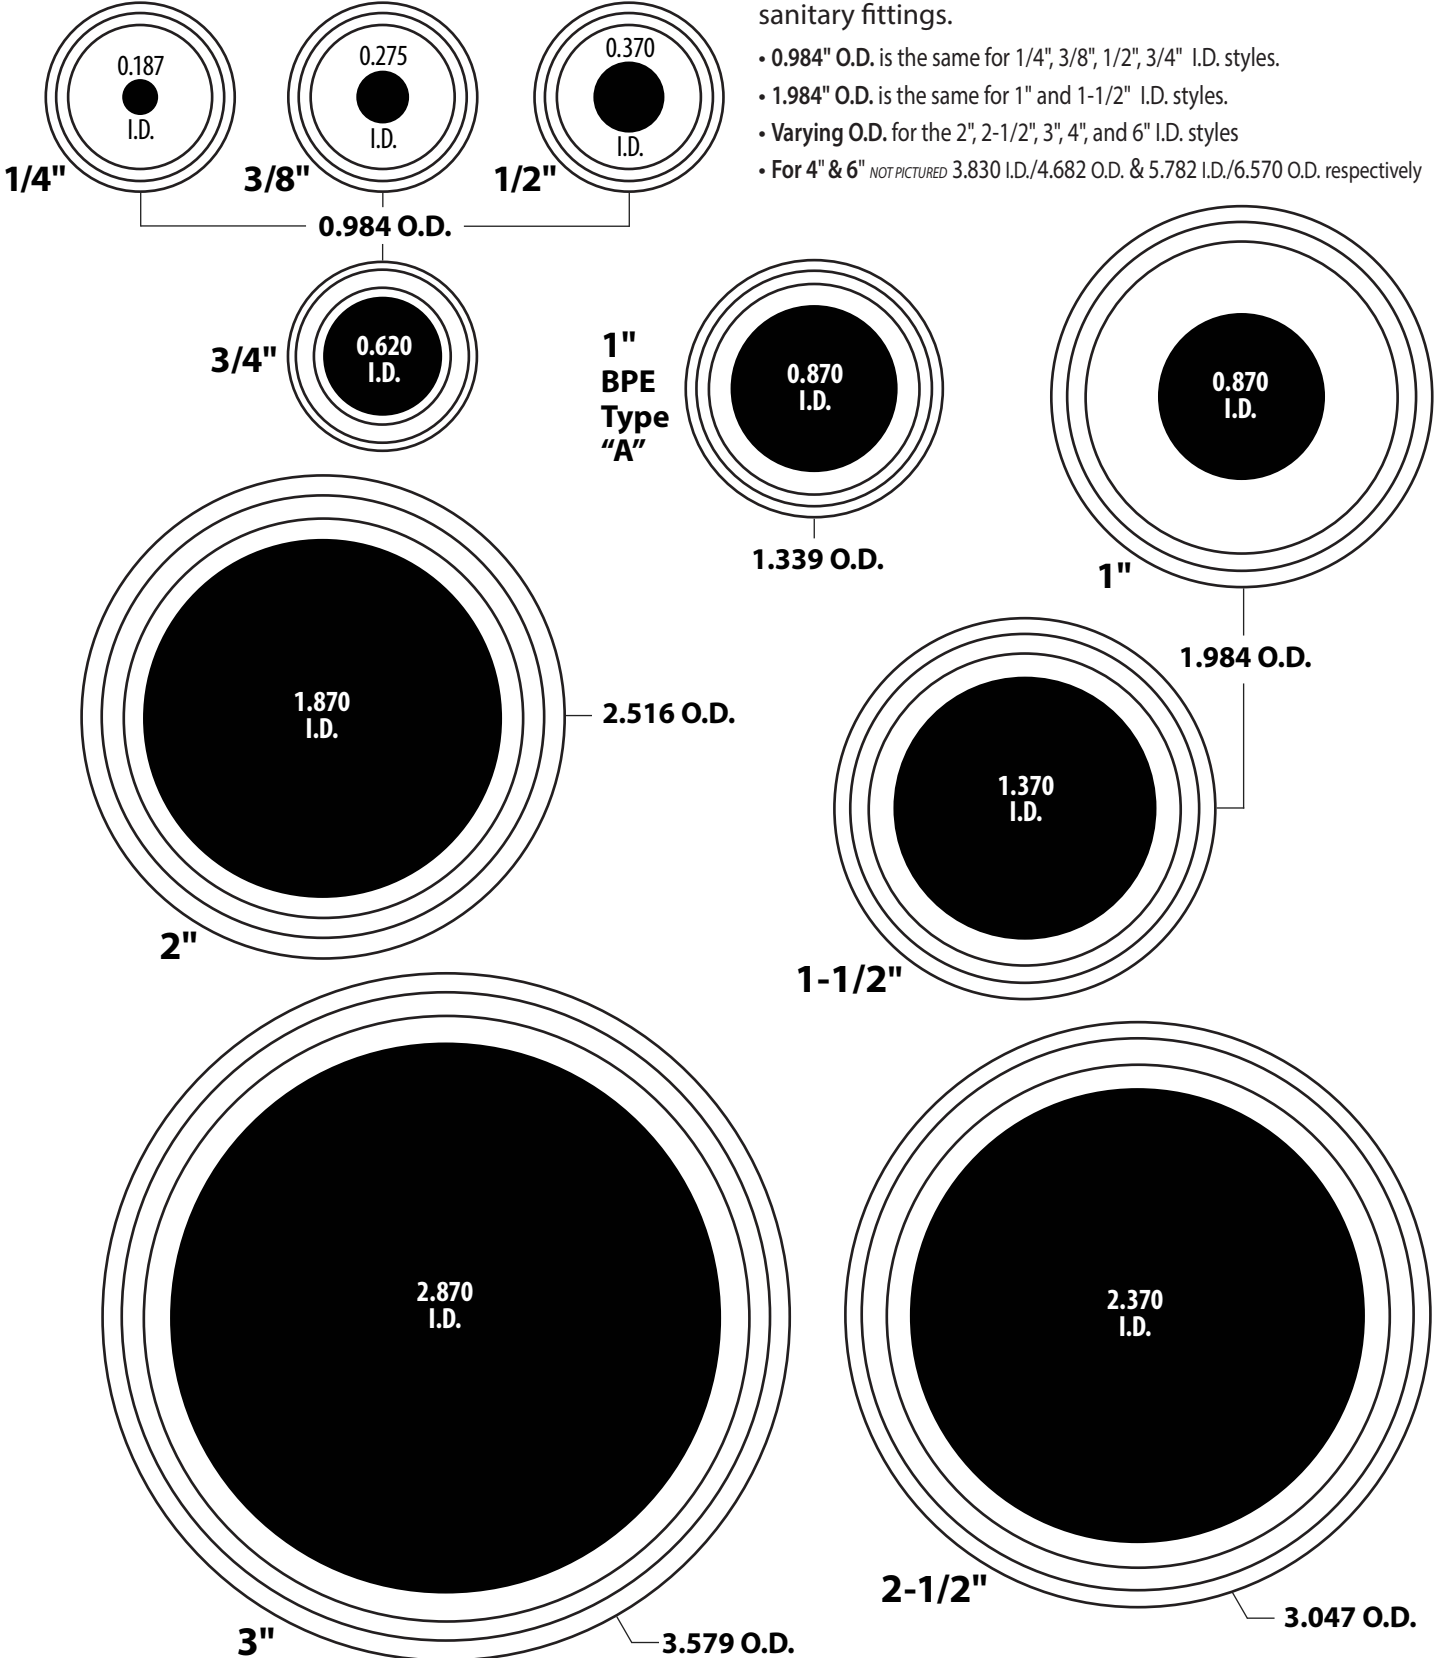 sanitary fittings.
• 0.984" O.D. is the same for 1/4", 3/8", 1/2", 3/4" I.D. styles.
• 1.984" O.D. is the same for 1" and 1-1/2" I.D. styles.
• Varying O.D. for the 2", 2-1/2", 3", 4", and 6" I.D. styles
• For 4" & 6" NOT PICTURED 3.830 I.D./4.682 O.D. & 5.782 I.D./6.570 O.D. respectively
0.187
I.D.
1/4"
0.275
I.D.
3/8"
0.370
I.D.
1/2"
0.984 O.D.
3/4"
0.620
I.D.
1"
BPE
Type
“A”
0.870
I.D.
1.339 O.D.
0.870
I.D.
1"
1.984 O.D.
1.870
I.D.
2.516 O.D.
2"
1.370
I.D.
1-1/2"
2.870
I.D.
3"
3.579 O.D.
2.370
I.D.
2-1/2"
3.047 O.D.